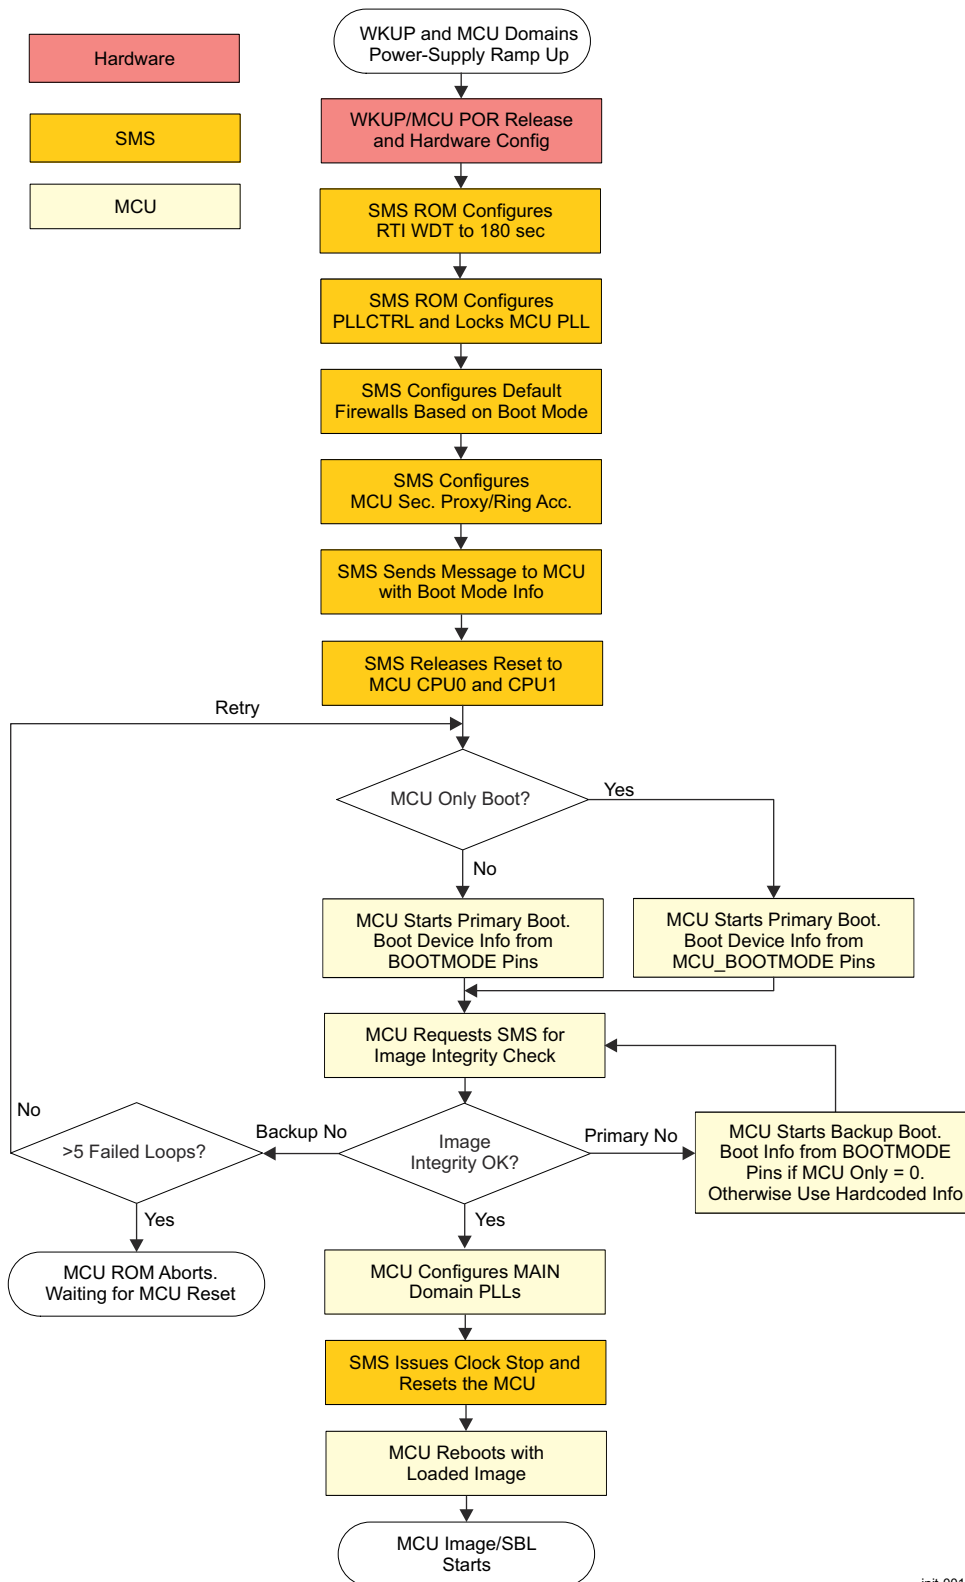 WKUP and MCU Domains
Power-Supply Ramp Up
Hardware
SMS
MCU
WKUP/MCU POR Release
and Hardware Config
SMS ROM Configures
RTI WDT to 180 sec
SMS ROM Configures
PLLCTRL and Locks MCU PLL
SMS Configures Default
Firewalls Based on Boot Mode
SMS Configures
MCU Sec. Proxy/Ring Acc.
SMS Sends Message to MCU
with Boot Mode Info
SMS Releases Reset to
MCU CPU0 and CPU1
Retry
MCU Only Boot?
Yes
No
MCU Starts Primary Boot.
Boot Device Info from
BOOTMODE Pins
MCU Starts Primary Boot.
Boot Device Info from
MCU_BOOTMODE Pins
MCU Requests SMS for
Image Integrity Check
No
>5 Failed Loops?
Backup No
Image
Integrity OK?
Primary No
MCU Starts Backup Boot.
Boot Info from BOOTMODE
Pins if MCU Only = 0.
Otherwise Use Hardcoded Info
Yes
Yes
MCU ROM Aborts.
Waiting for MCU Reset
MCU Configures MAIN
Domain PLLs
SMS Issues Clock Stop and
Resets the MCU
MCU Reboots with
Loaded Image
MCU Image/SBL
Starts